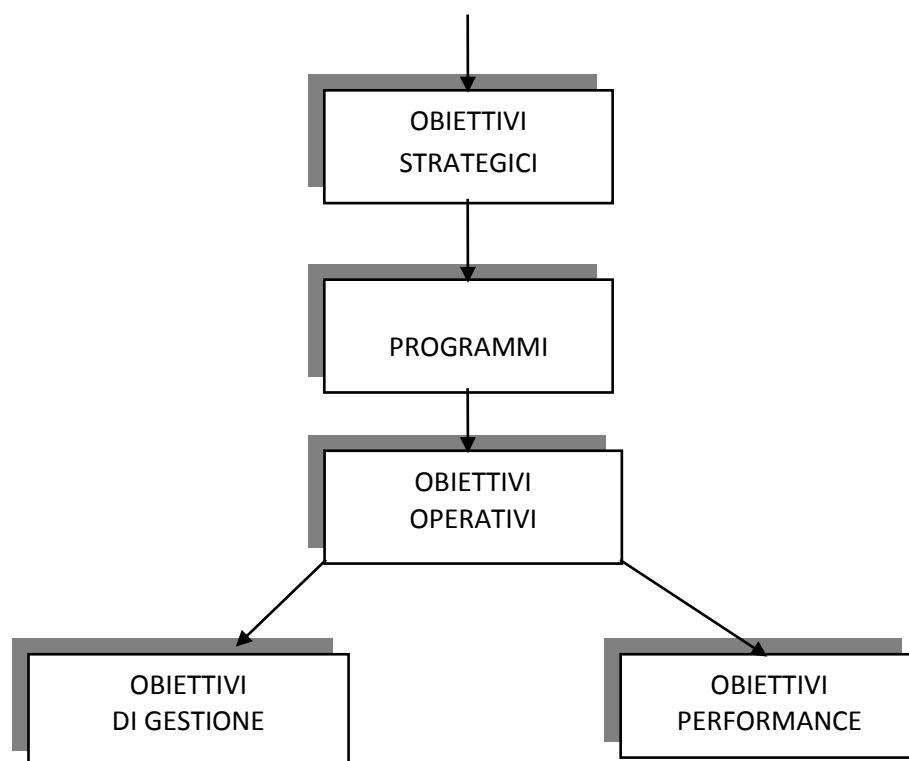 OBIETTIVI
STRATEGICI
PROGRAMMI
OBIETTIVI
OPERATIVI
OBIETTIVI
DI GESTIONE
OBIETTIVI
PERFORMANCE